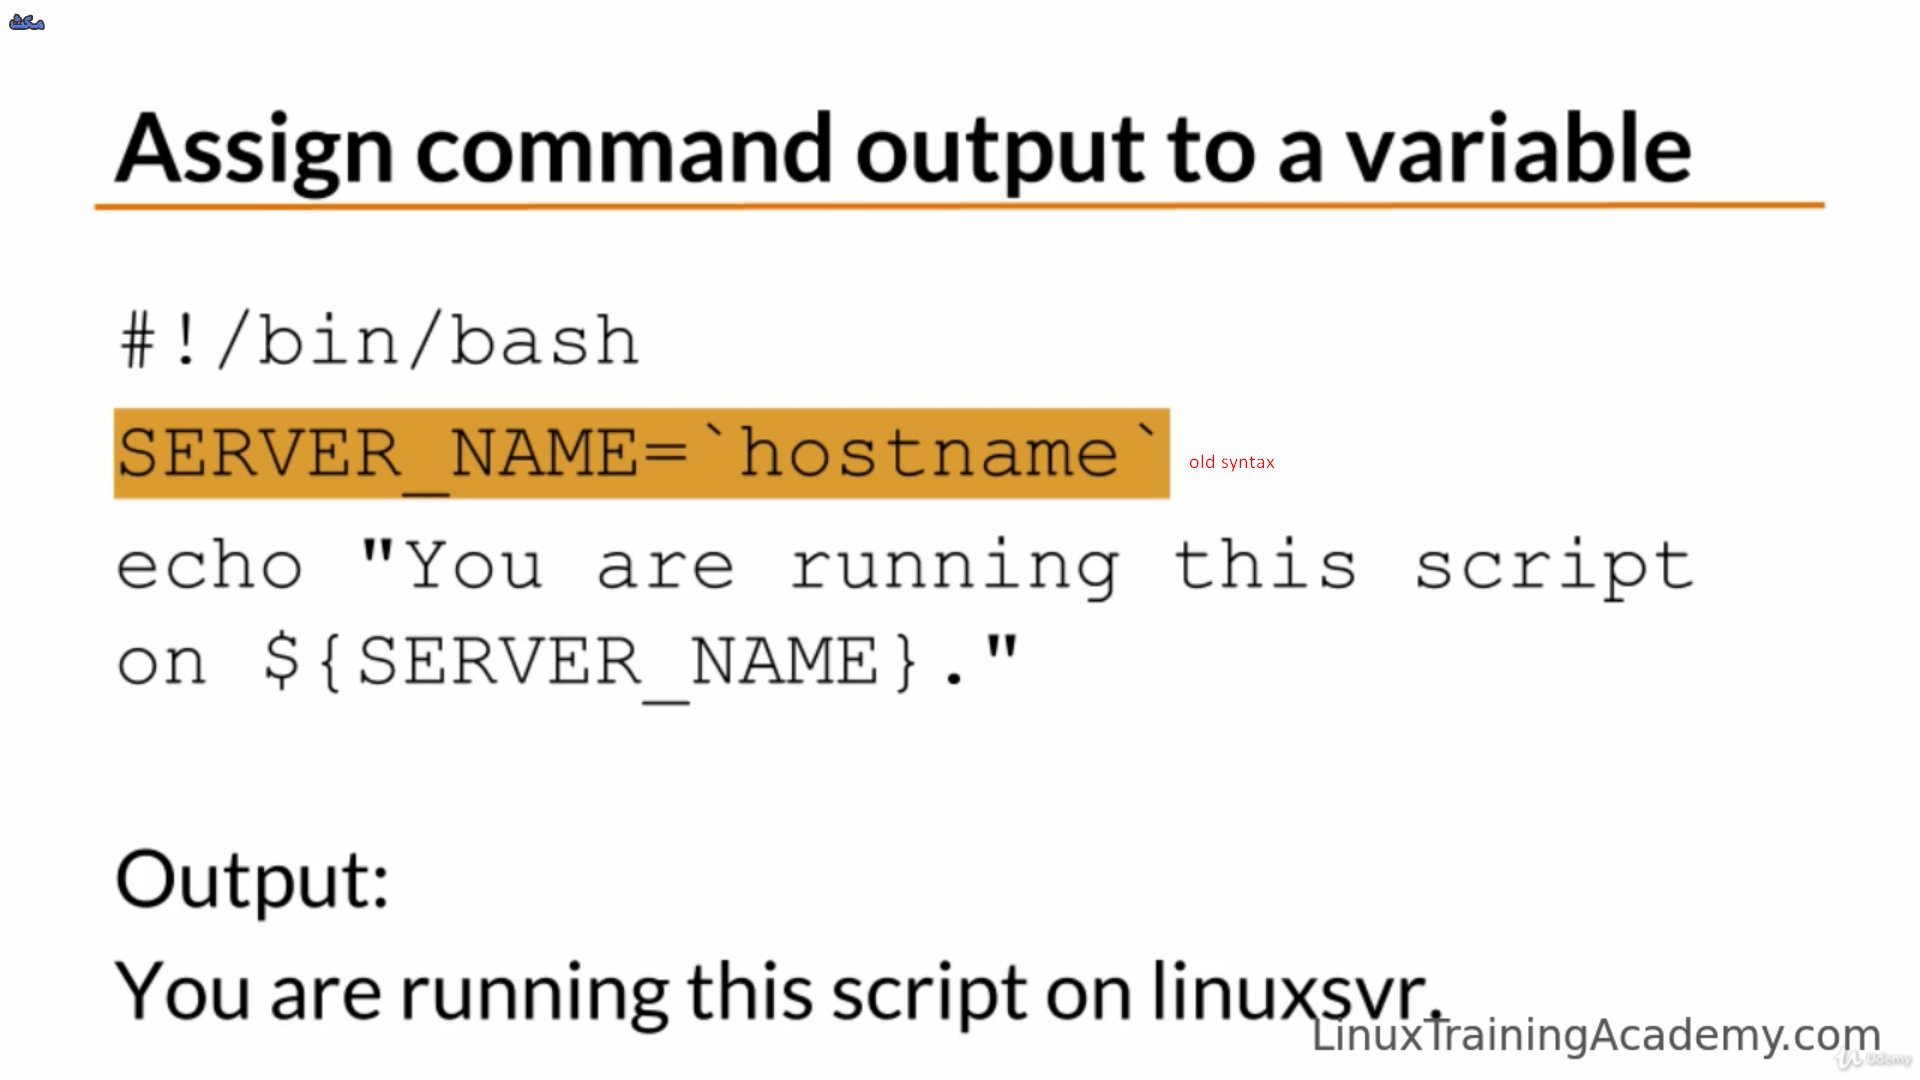 مكث
Assign command output to a variable
#!/bin/bash
SERVER_NAME=`hostname`
old syntax
echo "You are running this script
on ${SERVER_NAME}."
Output:
You are running this script on linuxsvr.
LinuxTrainingAcademy.com
Udemy